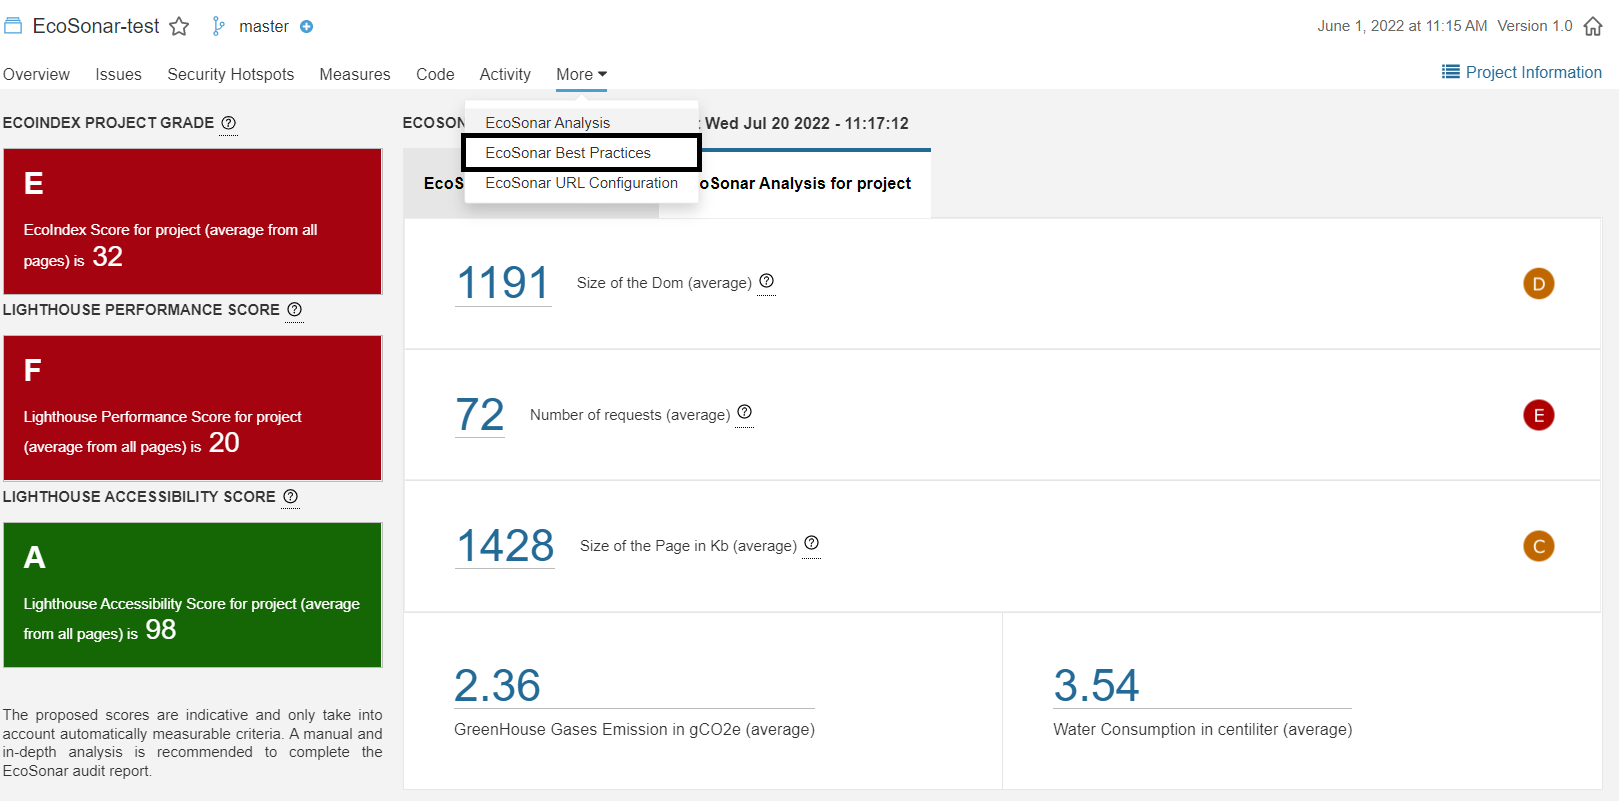 EcoSonar-test master
June 1, 2022 at 11:15 AM Version 1.0
Overview Issues Security Hotspots Measures Code Activity More
Project Information
EcoSonar Analysis
EcoSonar Best Practices
EcoSonar URL Configuration
ECOINDEX PROJECT GRADE ?
E
EcoIndex Score for project (average from all
pages) is 32
LIGHTHOUSE PERFORMANCE SCORE ?
F
Lighthouse Performance Score for project
(average from all pages) is 20
LIGHTHOUSE ACCESSIBILITY SCORE ?
A
Lighthouse Accessibility Score for project (average
from all pages) is 98
The proposed scores are indicative and only take into
account automatically measurable criteria. A manual and
in-depth analysis is recommended to complete the
EcoSonar audit report.
ECOSON : Wed Jul 20 2022 - 11:17:12
EcoS oSonar Analysis for project
1191 Size of the Dom (average) ? D
72 Number of requests (average) ? E
1428 Size of the Page in Kb (average) ? C
2.36
GreenHouse Gases Emission in gCO2e (average)
3.54
Water Consumption in centiliter (average)